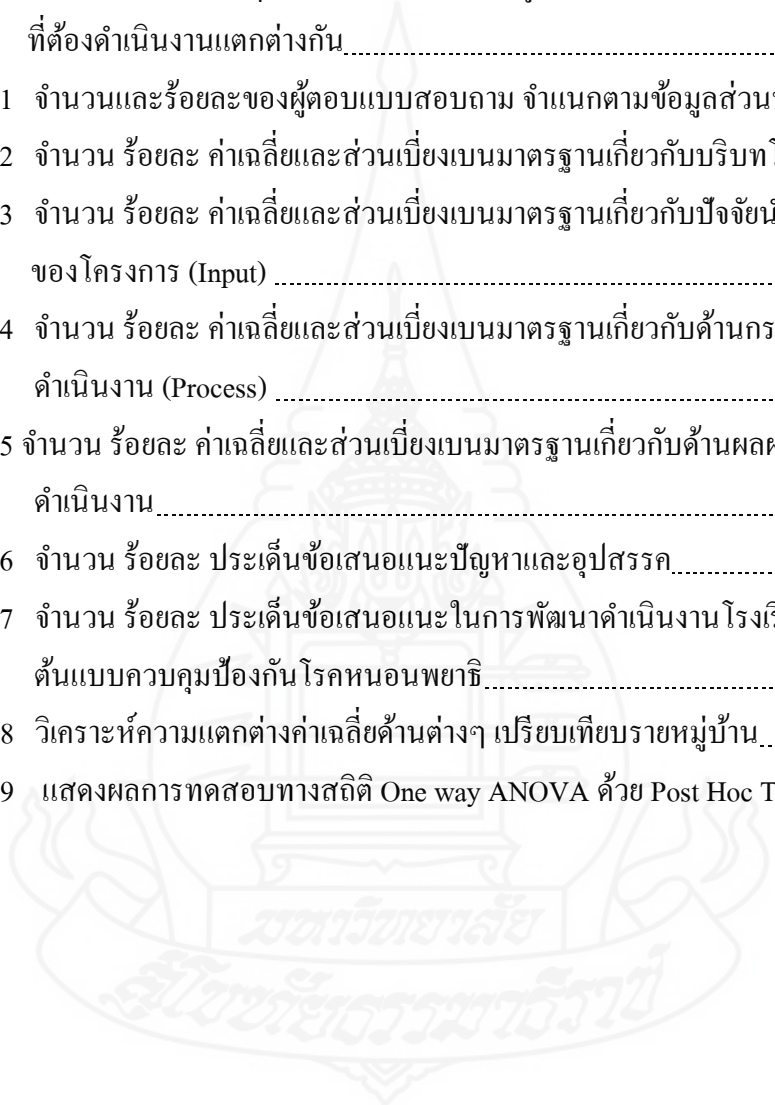 ที่ต้องดำเนินงานแตกต่างกัน
1 จำนวนและร้อยละของผู้ตอบแบบสอบถาม จำแนกตามข้อมูล
2 จำนวน ร้อยละ ค่าเฉลี่ยและส่วนเบี่ยงเบนมาตรฐานเกี่ยวกับบริบท
3 จำนวน ร้อยละ ค่าเฉลี่ยและส่วนเบี่ยงเบนมาตรฐานเกี่ยวกับปัจจัย
ของโครงการ (Input)
4 จำนวน ร้อยละ ค่าเฉลี่ยและส่วนเบี่ยงเบนมาตรฐานเกี่ยวกับด้านกร
ดำเนินงาน (Process)
5 จำนวน ร้อยละ ค่าเฉลี่ยและส่วนเบี่ยงเบนมาตรฐานเกี่ยวกับด้านผล
ดำเนินงาน
6 จำนวน ร้อยละ ประเด็นข้อเสนอแนะปัญหาและอุปสรรค
7 จำนวน ร้อยละ ประเด็นข้อเสนอแนะในการพัฒนาดำเนินงานโรงเรี
ต้นแบบควบคุมป้องกันโรคหนอนพยาธิ
8 วิเคราะห์ความแตกต่างค่าเฉลี่ยด้านต่างๆ เปรียบเทียบรายหมู่บ้าน
9 แสดงผลการทดสอบทางสถิติ One way ANOVA ด้วย Post Hoc T
มหาวิทยาลัย
สุโขทัยธรรมาธิราช